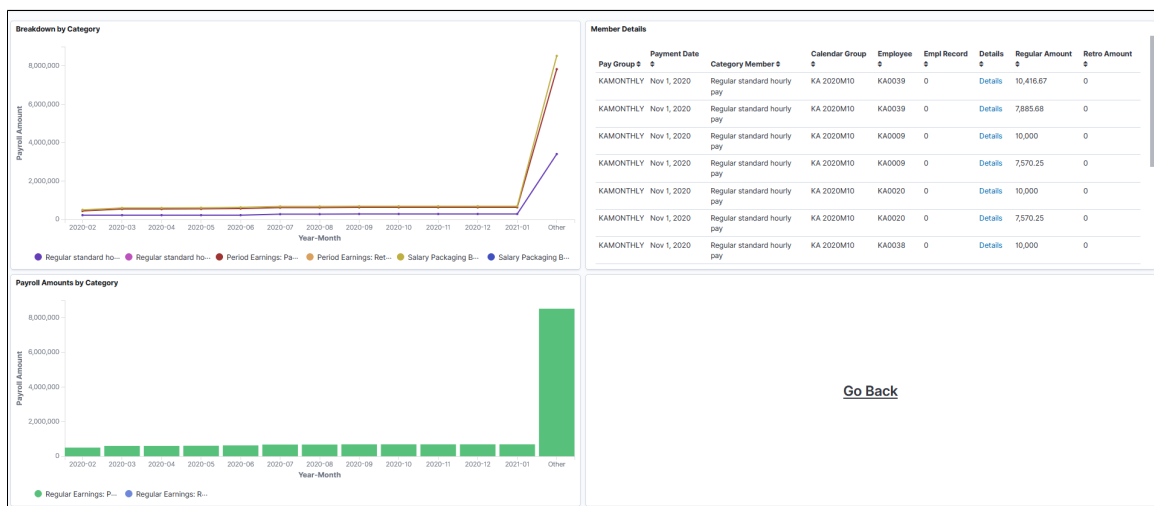 Breakdown by Category
8,000,000
6,000,000
4,000,000
2,000,000
0
Payroll Amount
2020-02 2020-03 2020-04 2020-05 2020-06 2020-07 2020-08 2020-09 2020-10 2020-11 2020-12 2021-01 Other
Year-Month
Regular standard ho··· Regular standard ho··· Period Earnings: Pa··· Period Earnings: Ret··· Salary Packaging B··· Salary Packaging B···
Member Details
Pay Group Payment Date Category Member Calendar Group Employee Empl Record Details Regular Amount Retro Amount
KAMONTHLY Nov 1, 2020 Regular standard hourly KA 2020M10 KA0039 0 Details 10,416.67 0
pay
KAMONTHLY Nov 1, 2020 Regular standard hourly KA 2020M10 KA0039 0 Details 7,885.68 0
pay
KAMONTHLY Nov 1, 2020 Regular standard hourly KA 2020M10 KA0009 0 Details 10,000 0
pay
KAMONTHLY Nov 1, 2020 Regular standard hourly KA 2020M10 KA0009 0 Details 7,570.25 0
pay
KAMONTHLY Nov 1, 2020 Regular standard hourly KA 2020M10 KA0020 0 Details 10,000 0
pay
KAMONTHLY Nov 1, 2020 Regular standard hourly KA 2020M10 KA0020 0 Details 7,570.25 0
pay
KAMONTHLY Nov 1, 2020 Regular standard hourly KA 2020M10 KA0038 0 Details 10,000 0
pay
Payroll Amounts by Category
8,000,000
6,000,000
4,000,000
2,000,000
0
Payroll Amount
2020-02 2020-03 2020-04 2020-05 2020-06 2020-07 2020-08 2020-09 2020-10 2020-11 2020-12 2021-01 Other
Year-Month
Regular Earnings: P··· Regular Earnings: R···
Go Back